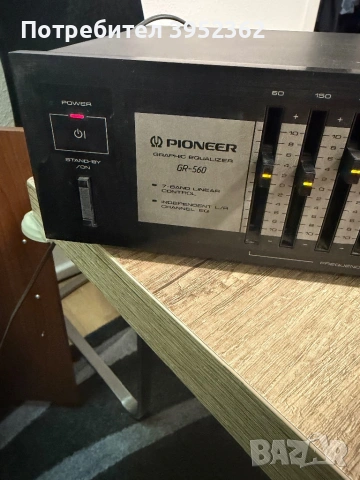 Потребител 3952362
POWER
STAND-BY
/ON
PIONEER
GRAPHIC EQUALIZER
GR-560
7-BAND LINEAR
CONTROL
INDEPENDENT L/R
CHANNEL EQ
60 150
BAZAR